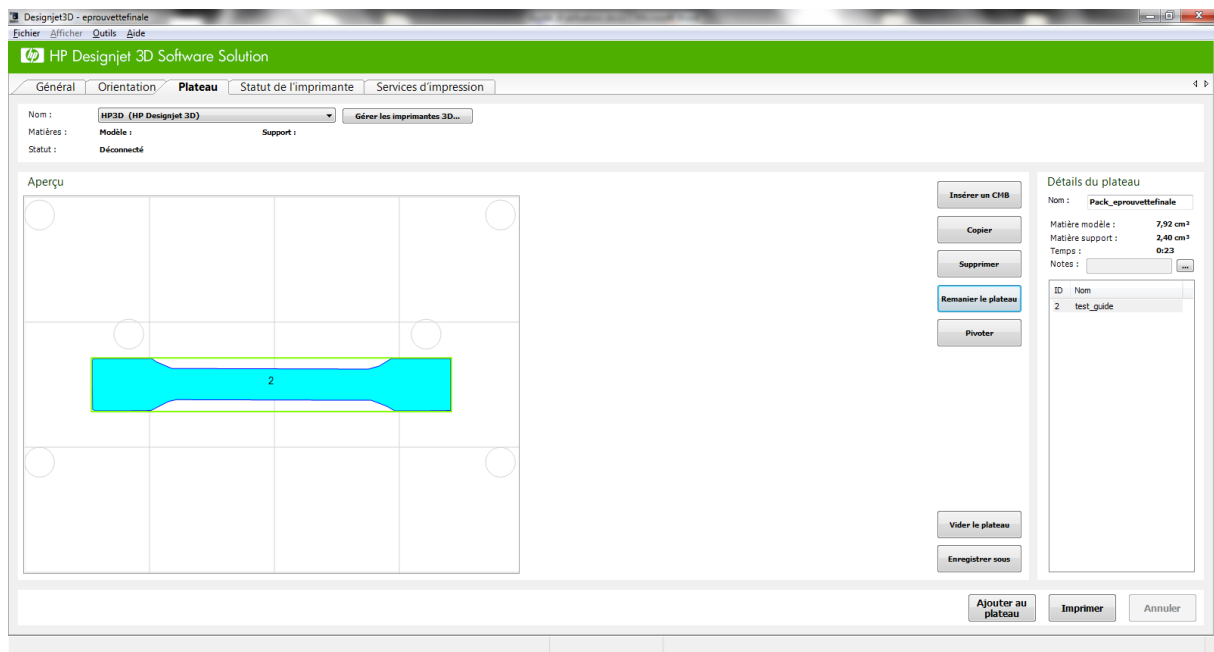 Designjet3D - eprouvettefinale
Fichier Afficher Outils Aide
hp HP Designjet 3D Software Solution
Général Orientation Plateau Statut de l'imprimante Services d'impression
Nom : HP3D (HP Designjet 3D) Gérer les imprimantes 3D...
Matières : Modèle : Support :
Statut : Déconnecté
Aperçu
2
Insérer un CMB
Copier
Supprimer
Remanier le plateau
Pivoter
Vider le plateau
Enregistrer sous
Détails du plateau
Nom : Pack_eprouvettefinale
Matière modèle : 7,92 cm³
Matière support : 2,40 cm³
Temps : 0:23
Notes : ...
ID Nom
2 test_guide
Ajouter au
plateau
Imprimer
Annuler